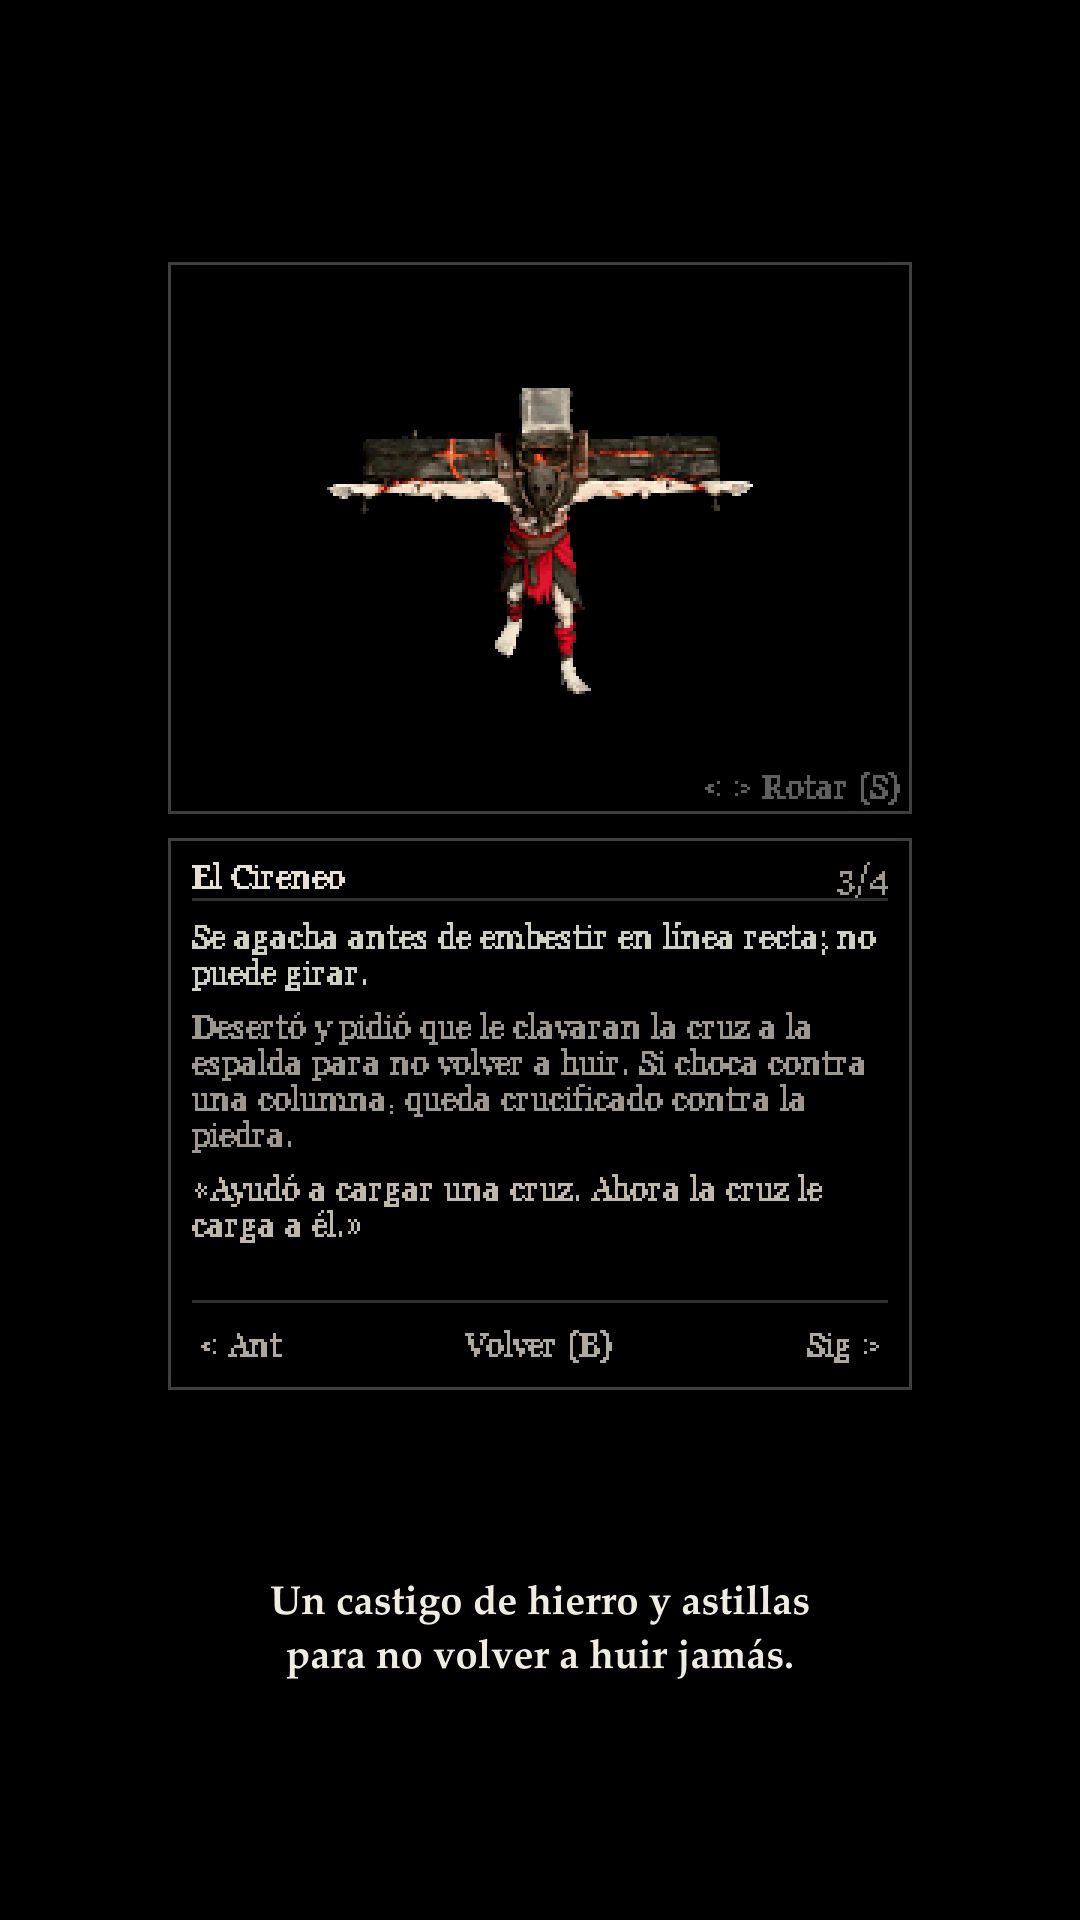 < > Rotar (S)
El Cireneo
3/4
Se agacha antes de embestir en línea recta; no
puede girar.
Desertó y pidió que le clavaran la cruz a la
espalda para no volver a huir. Si choca contra
una columna, queda crucificado contra la
piedra.
«Ayudó a cargar una cruz. Ahora la cruz le
carga a él.»
< Ant
Volver (E)
Sig >
Un castigo de hierro y astillas
para no volver a huir jamás.